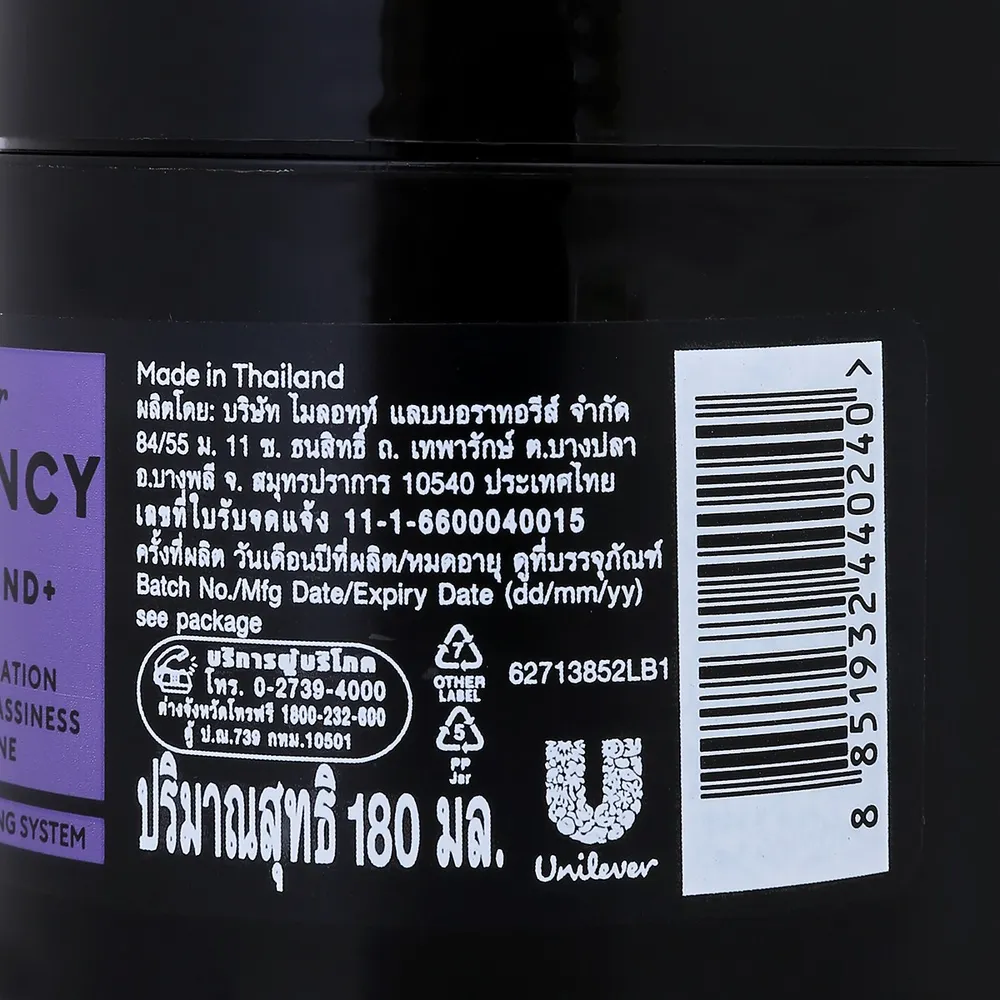 NCY
ND+
ATION
ASSINESS
NE
NG SYSTEM
Made in Thailand
ผลิตโดย: บริษัท ไมลอทท์ แลบบอราทอรีส์ จำกัด
84/55 ม. 11 ซ. ธนสิทธิ์ ถ. เทพารักษ์ ต.บางปลา
อ.บางพลี จ. สมุทรปราการ 10540 ประเทศไทย
เลขที่ใบรับจดแจ้ง 11-1-6600040015
ครั้งที่ผลิต วันเดือนปีที่ผลิต/หมดอายุ ดูที่บรรจุภัณฑ์
Batch No./Mfg Date/Expiry Date (dd/mm/yy)
see package
บริการผู้บริโภค
โทร. 0-2739-4000
ต่างจังหวัดโทรฟรี 1800-232-600
ตู้ ป.ณ.739 กทม.10501
7
OTHER
LABEL
5
PP
Jar
62713852LB1
ปริมาณสุทธิ 180 มล.
Unilever
8 851932 440240 >